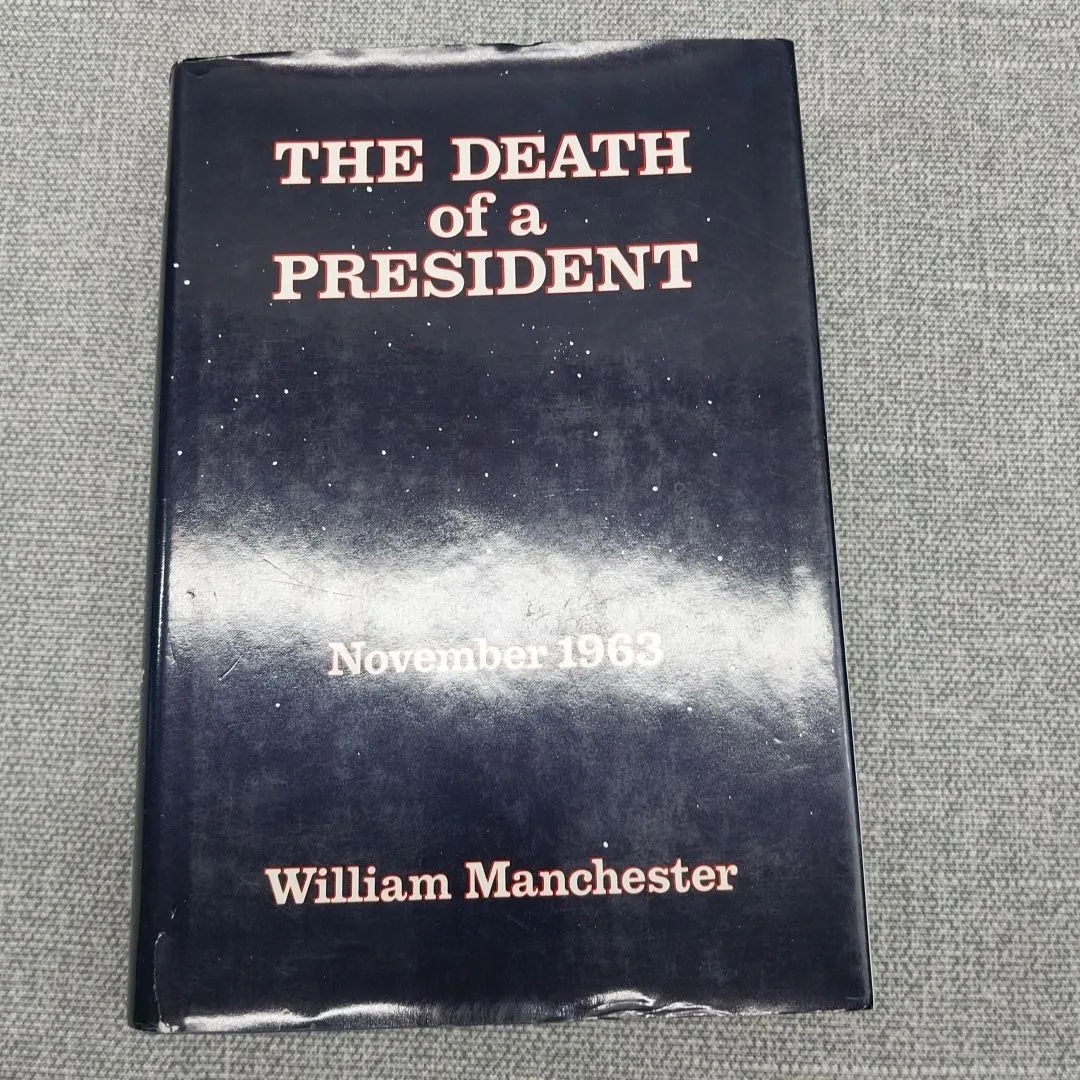 THE DEATH
of a
PRESIDENT
November 1963
William Manchester